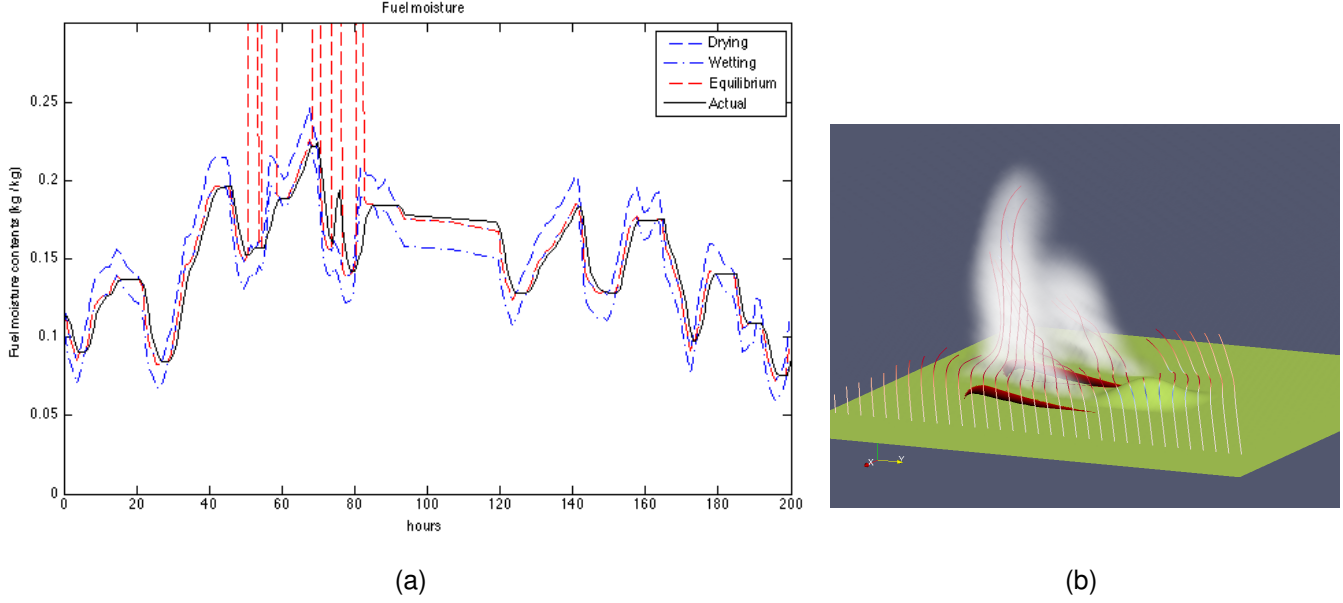 Fuel moisture
Drying
Wetting
Equilibrium
Actual
Fuel moisture contents (kg/kg)
0.25
0.2
0.15
0.1
0.05
0
0 20 40 60 80 100 120 140 160 180 200
hours
X Y
(a) (b)